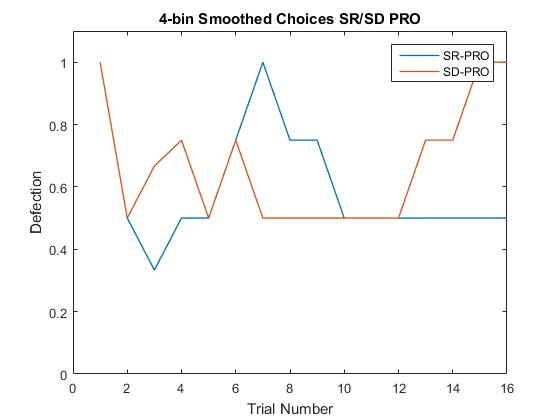 4-bin Smoothed Choices SR/SD PRO
SR-PRO
SD-PRO
Defection
1
0.8
0.6
0.4
0.2
0
0 2 4 6 8 10 12 14 16
Trial Number